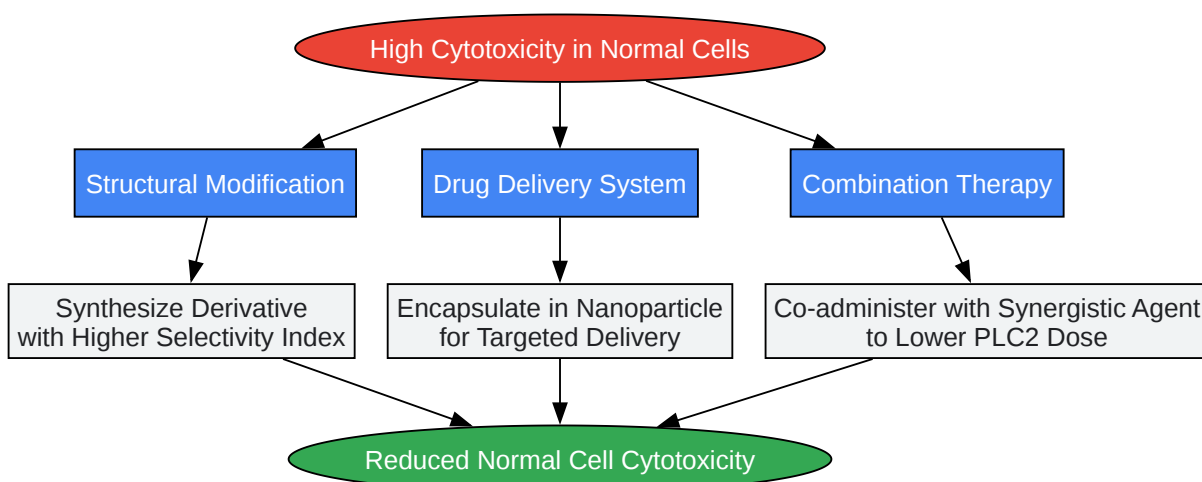 High Cytotoxicity in Normal Cells
Structural Modification
Drug Delivery System
Combination Therapy
Synthesize Derivative
with Higher Selectivity Index
Encapsulate in Nanoparticle
for Targeted Delivery
Co-administer with Synergistic Agent
to Lower PLC2 Dose
Reduced Normal Cell Cytotoxicity